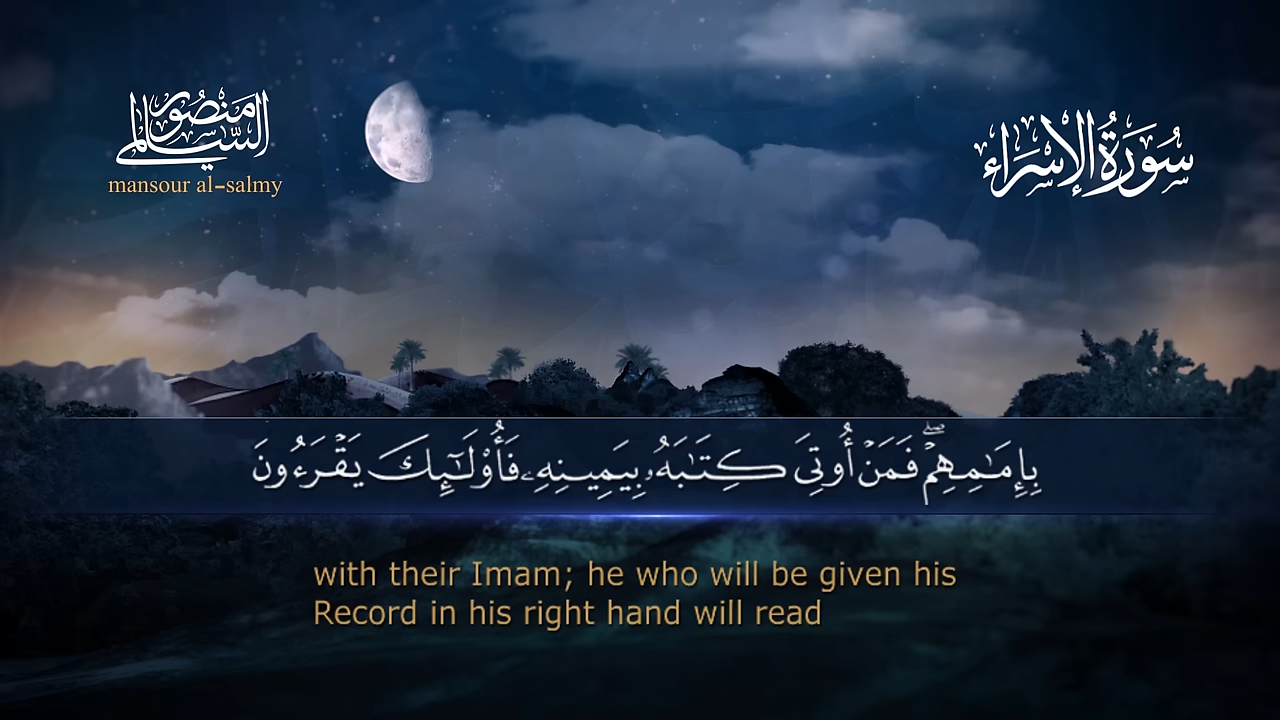 منصور السالمي
mansour al-salmy
سُورَةُ الإِسْرَاء
بِإِمَـٰمِهِمْ ۖ فَمَنْ أُوتِىَ كِتَـٰبَهُۥ بِيَمِينِهِۦ فَأُو۟لَـٰٓئِكَ يَقْرَءُونَ
with their Imam; he who will be given his
Record in his right hand will read